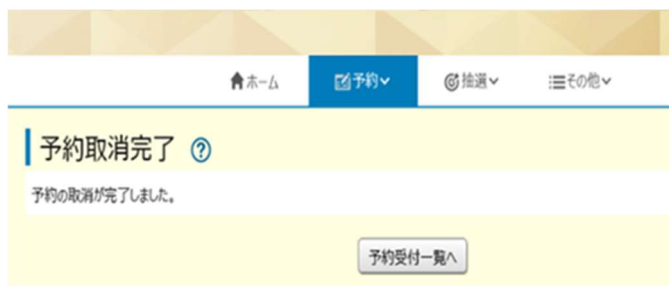 ホーム 予約 抽選 その他
予約取消完了 ?
予約の取消が完了しました。
予約受付一覧へ